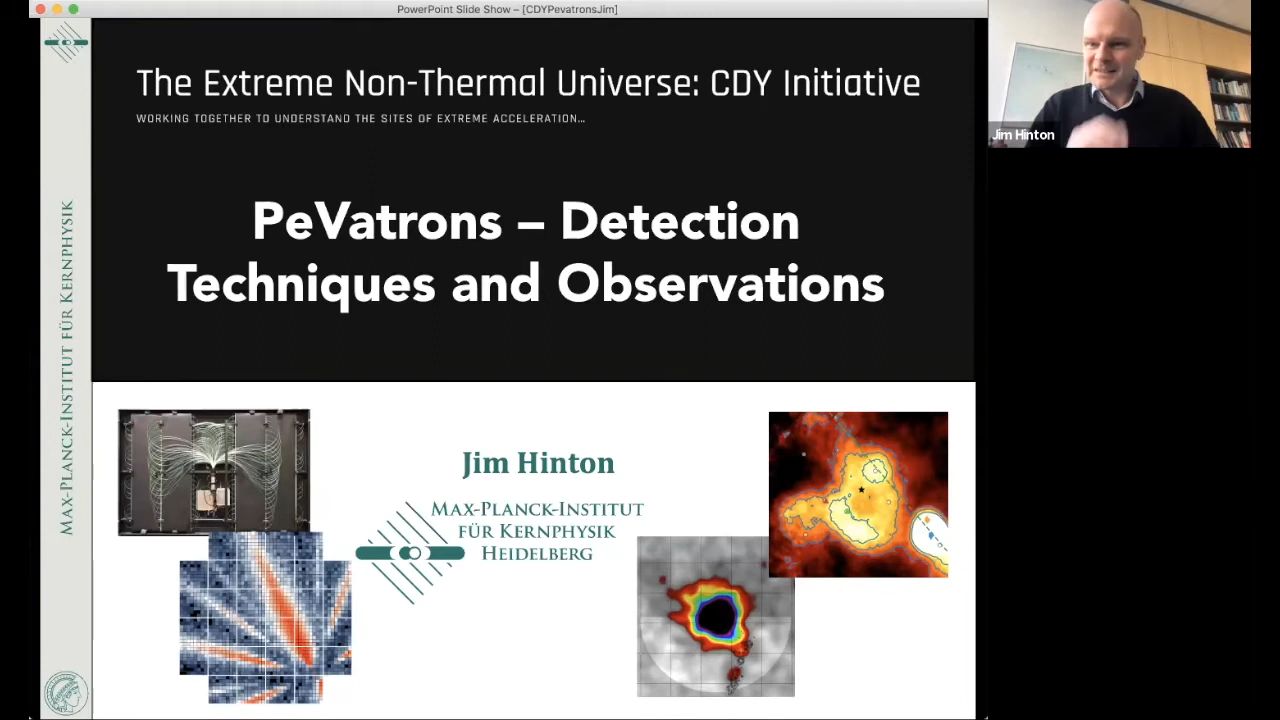 PowerPoint Slide Show – [CDYPevatronsJim]
The Extreme Non-Thermal Universe: CDY Initiative
WORKING TOGETHER TO UNDERSTAND THE SITES OF EXTREME ACCELERATION...
PeVatrons – Detection
Techniques and Observations
Jim Hinton
MAX-PLANCK-INSTITUT
FÜR KERNPHYSIK
HEIDELBERG
MAX-PLANCK-INSTITUT FÜR KERNPHYSIK
Jim Hinton